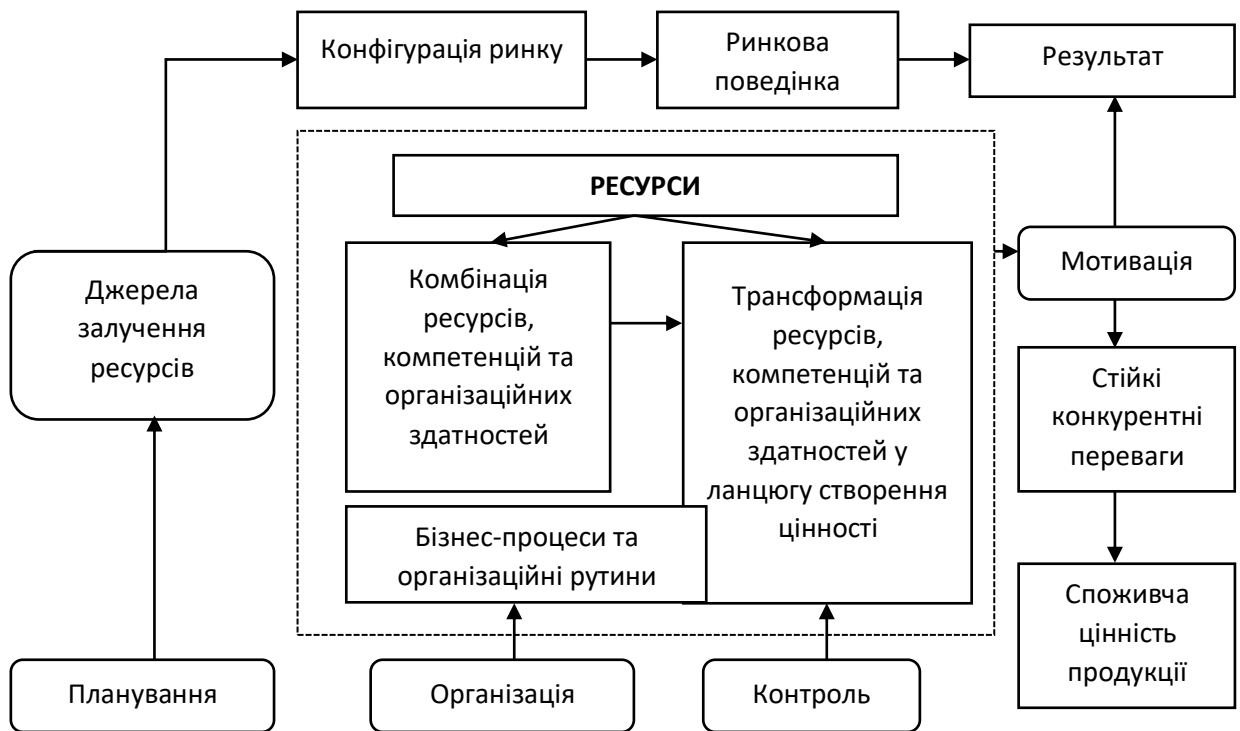 Конфігурація ринку
Ринкова
поведінка
Результат
РЕСУРСИ
Джерела
залучення
ресурсів
Комбінація
ресурсів,
компетенцій та
організаційних
здатностей
Трансформація
ресурсів,
компетенцій та
організаційних
здатностей у
ланцюгу створення
цінності
Мотивація
Стійкі
конкурентні
переваги
Бізнес-процеси та
організаційні рутини
Споживча
цінність
продукції
Планування
Організація
Контроль